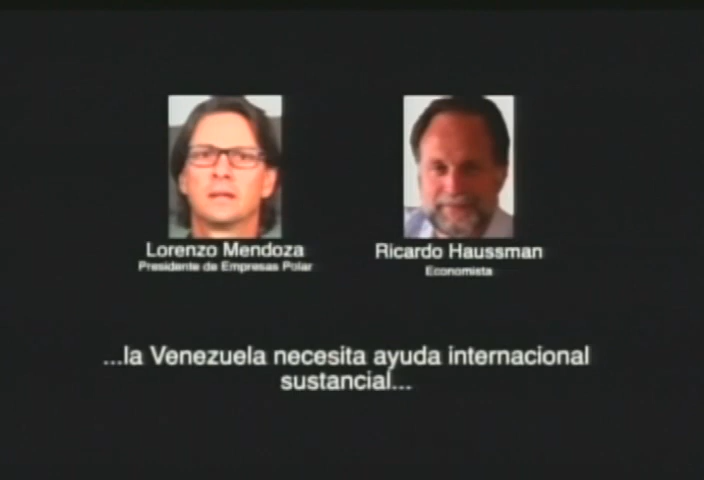 Lorenzo Mendoza
Presidente de Empresas Polar
Ricardo Haussman
Economista
...la Venezuela necesita ayuda internacional
sustancial...